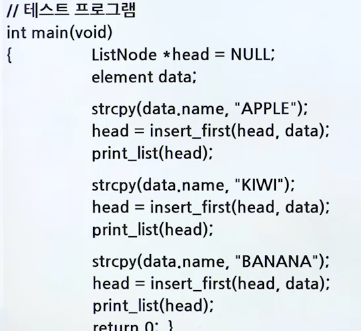 // 테스트 프로그램
int main(void)
{ ListNode *head = NULL;
element data;
strcpy(data.name, "APPLE");
head = insert_first(head, data);
print_list(head);
strcpy(data.name, "KIWI");
head = insert_first(head, data);
print_list(head);
strcpy(data.name, "BANANA");
head = insert_first(head, data);
print_list(head);
return 0; }